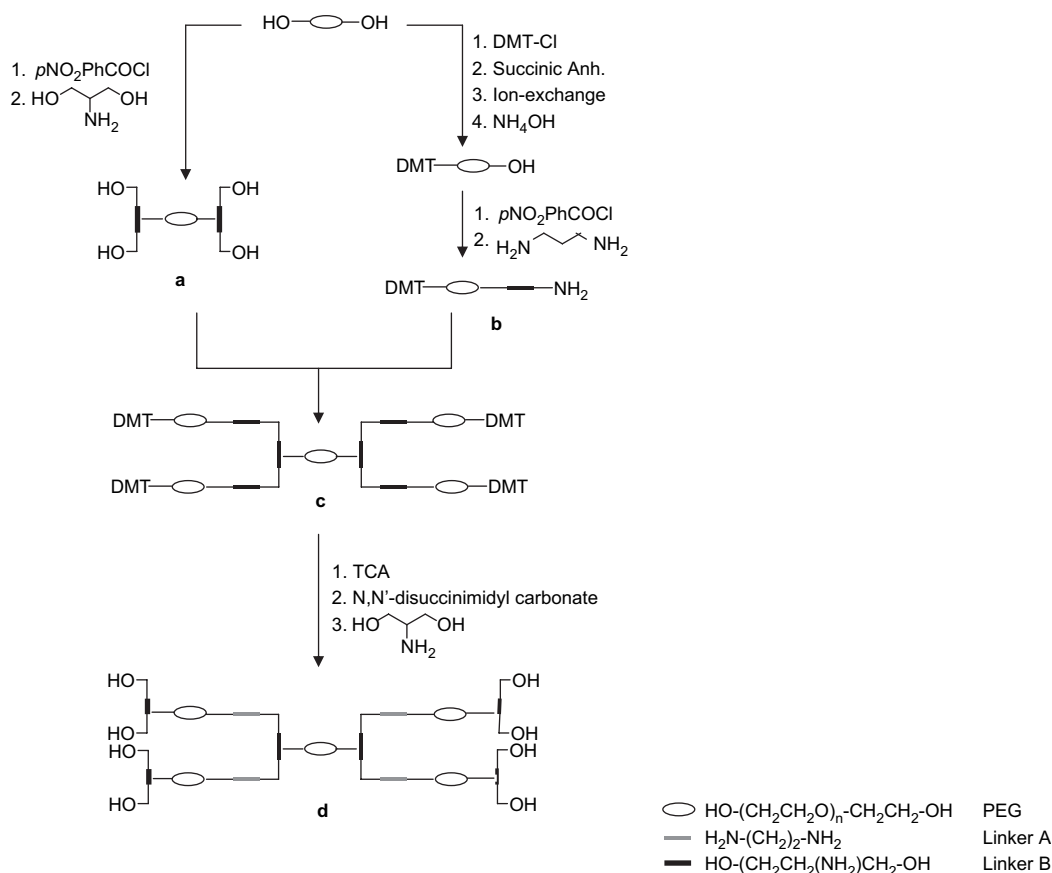 HO OH
1. pNO2PhCOCl
2. HO OH
NH2
1. DMT-Cl
2. Succinic Anh.
3. Ion-exchange
4. NH4OH
DMT OH
HO OH
HO OH
a
1. pNO2PhCOCl
2. H2N NH2
DMT NH2
b
DMT DMT
DMT DMT
c
1. TCA
2. N,N'-disuccinimidyl carbonate
3. HO OH
NH2
HO OH
HO OH
HO OH
HO OH
d
HO-(CH2CH2O)n-CH2CH2-OH PEG
H2N-(CH2)2-NH2 Linker A
HO-(CH2CH2(NH2)CH2-OH Linker B